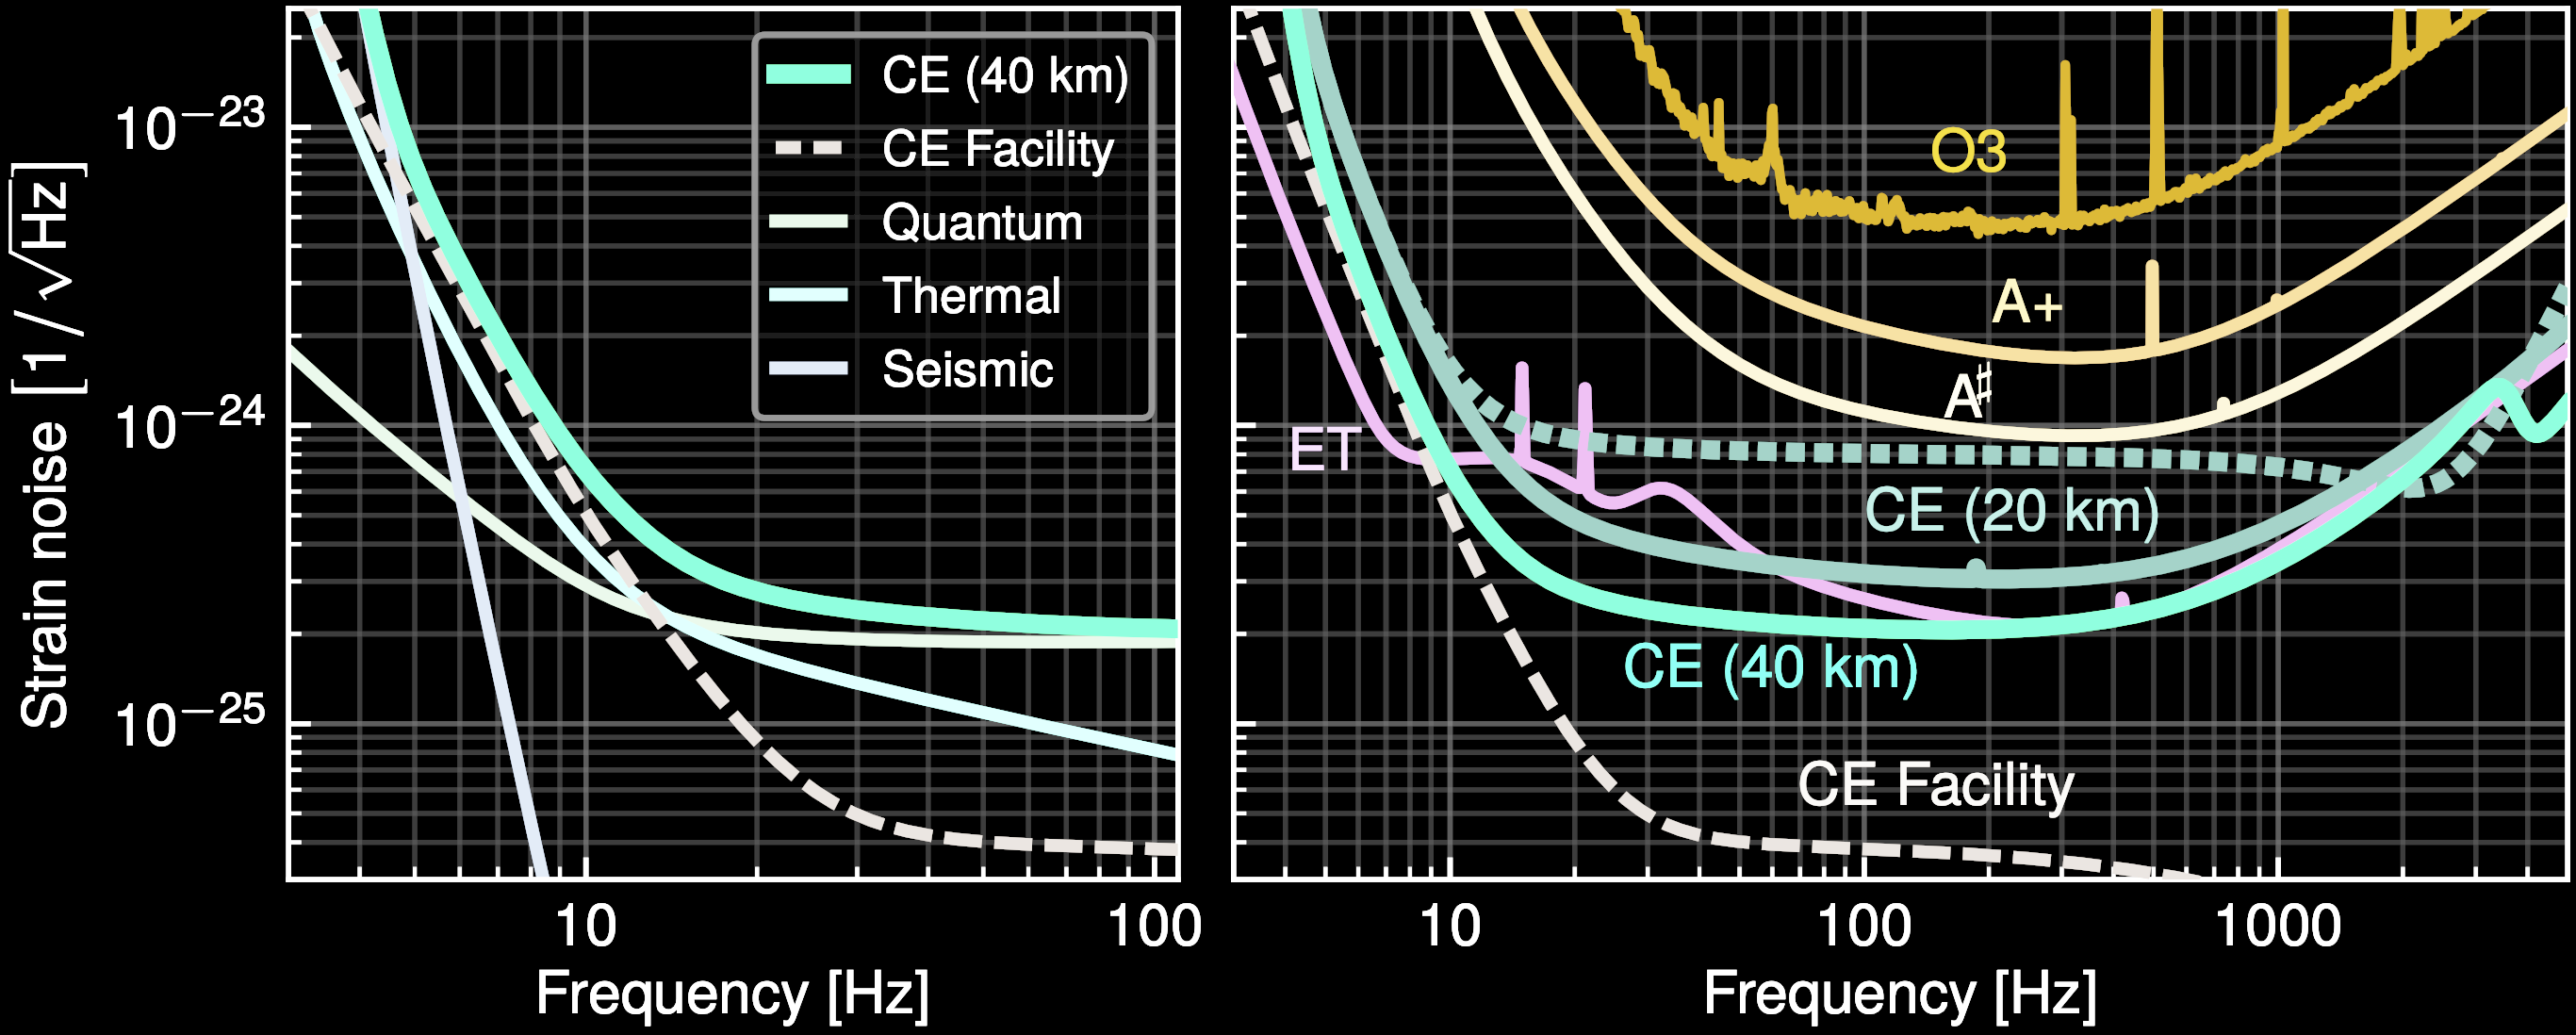 Strain noise [1/√Hz]
10⁻²³
10⁻²⁴
10⁻²⁵
CE (40 km)
CE Facility
Quantum
Thermal
Seismic
10
100
Frequency [Hz]
O3
A+
A♯
ET
CE (20 km)
CE (40 km)
CE Facility
10
100
1000
Frequency [Hz]